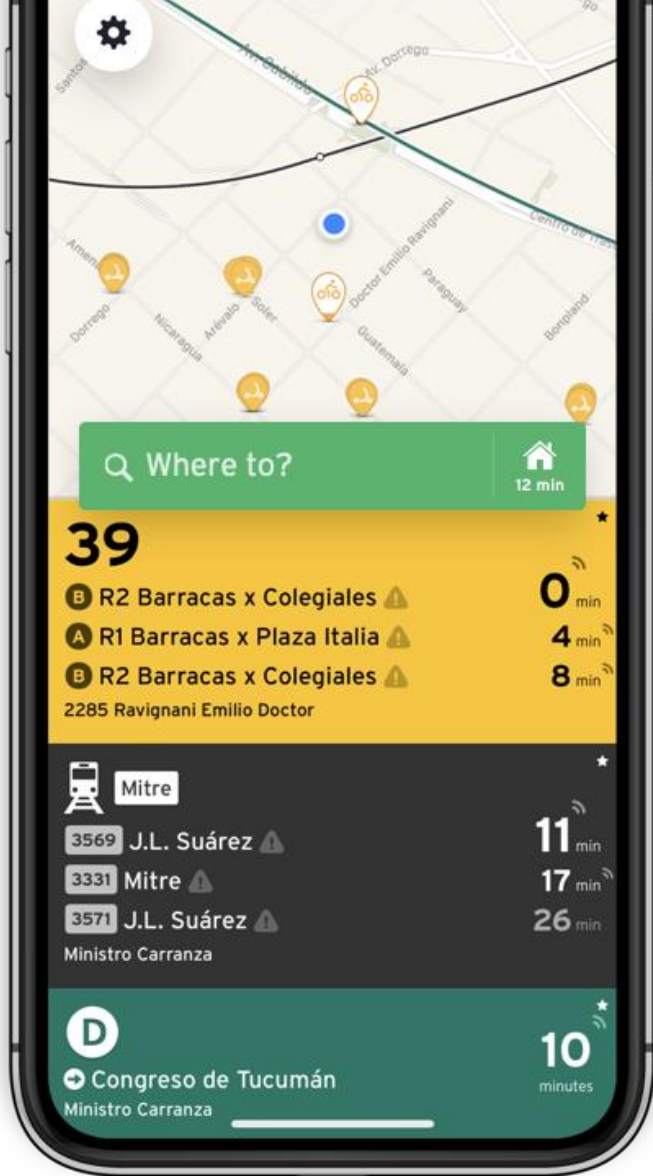 Av. Cabildo
Av. Dorrego
Santos
Centro de Tras
Doctor Emilio Ravignani
Amen
Paraguay
Dorrego
Nicaragua
Arévalo
Soler
Guatemala
Bonpland
Where to?
12 min
39
B R2 Barracas x Colegiales 0 min
A R1 Barracas x Plaza Italia 4 min
B R2 Barracas x Colegiales 8 min
2285 Ravignani Emilio Doctor
Mitre
3569 J.L. Suárez 11 min
3331 Mitre 17 min
3571 J.L. Suárez 26 min
Ministro Carranza
D
10
Congreso de Tucumán minutes
Ministro Carranza